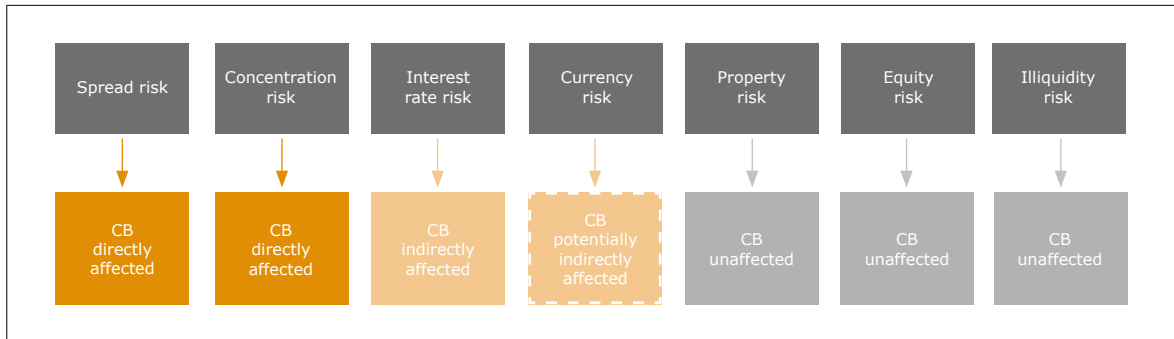 Spread risk
Concentration
risk
Interest
rate risk
Currency
risk
Property
risk
Equity
risk
Illiquidity
risk
CB
directly
affected
CB
directly
affected
CB
indirectly
affected
CB
potentially
indirectly
affected
CB
unaffected
CB
unaffected
CB
unaffected